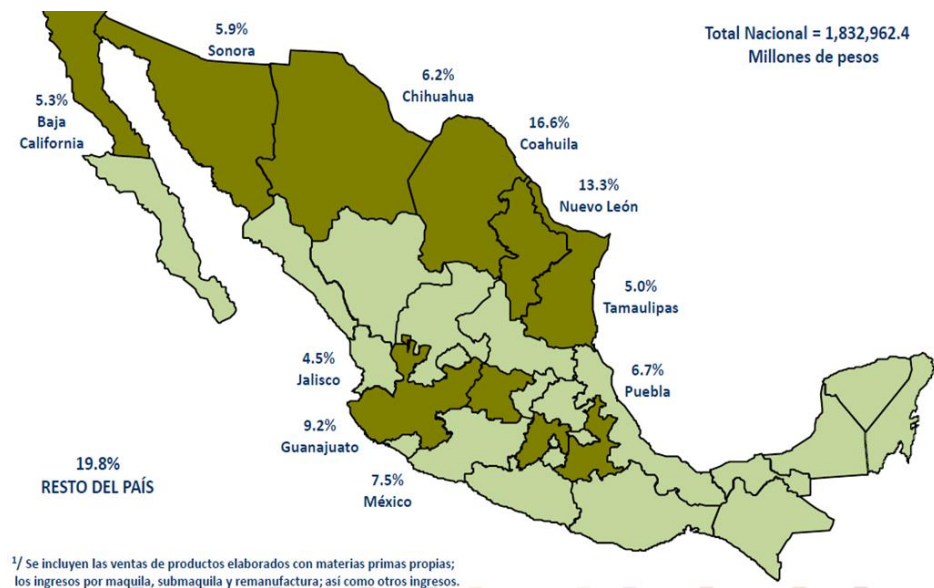 5.9%
Sonora
Total Nacional = 1,832,962.4
Millones de pesos
6.2%
Chihuahua
5.3%
Baja
California
16.6%
Coahuila
13.3%
Nuevo León
5.0%
Tamaulipas
4.5%
Jalisco
6.7%
Puebla
9.2%
Guanajuato
19.8%
RESTO DEL PAÍS
7.5%
México
1/ Se incluyen las ventas de productos elaborados con materias primas propias;
los ingresos por maquila, submaquila y remanufactura; así como otros ingresos.